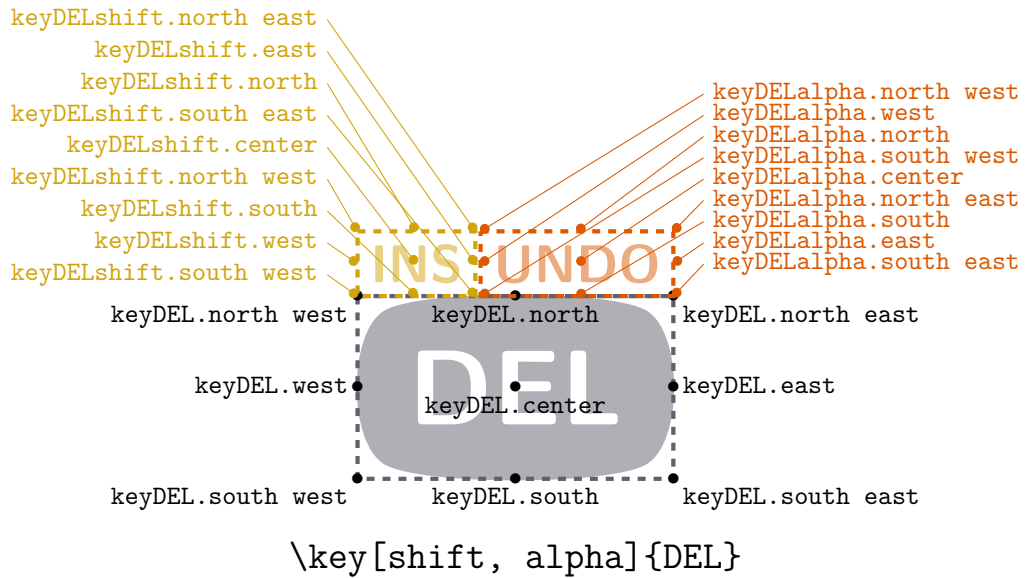 keyDELshift.north east
keyDELshift.east
keyDELshift.north
keyDELshift.south east
keyDELshift.center
keyDELshift.north west
keyDELshift.south
keyDELshift.west
keyDELshift.south west
keyDELalpha.north west
keyDELalpha.west
keyDELalpha.north
keyDELalpha.south west
keyDELalpha.center
keyDELalpha.north east
keyDELalpha.south
keyDELalpha.east
keyDELalpha.south east
INS UNDO
keyDEL.north west keyDEL.north keyDEL.north east
DEL
keyDEL.west keyDEL.east
keyDEL.center
keyDEL.south west keyDEL.south keyDEL.south east
\key[shift, alpha]{DEL}